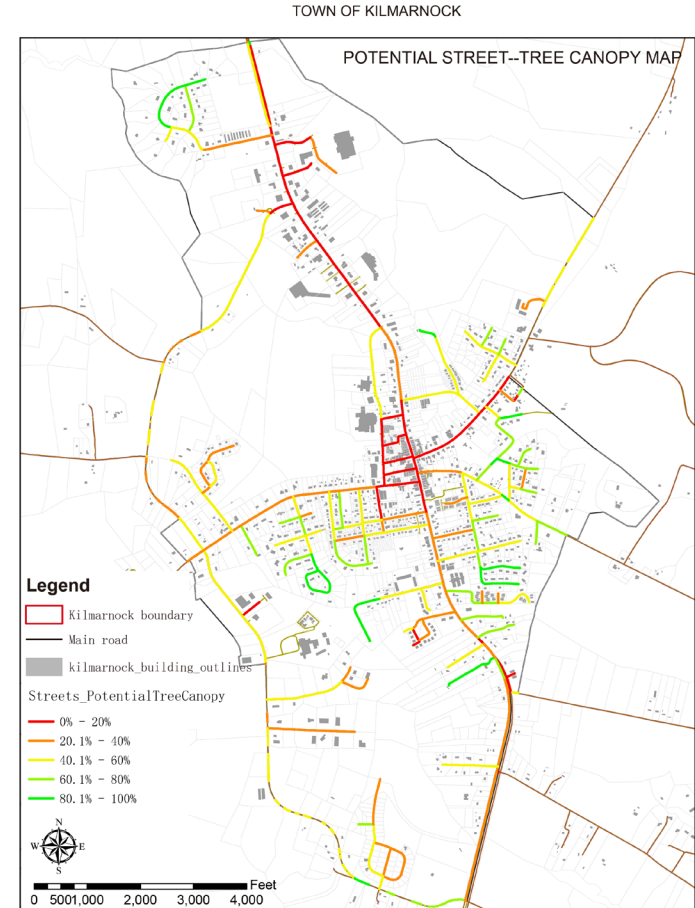 TOWN OF KILMARNOCK
POTENTIAL STREET--TREE CANOPY MAP
Legend
Kilmarnock boundary
Main road
kilmarnock_building_outlines
Streets_PotentialTreeCanopy
0% - 20%
20.1% - 40%
40.1% - 60%
60.1% - 80%
80.1% - 100%
N
W E
S
Feet
0 500 1,000 2,000 3,000 4,000